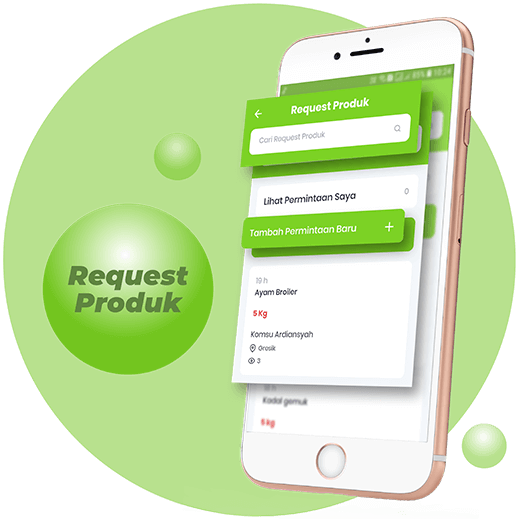 Request
Produk
Request Produk
Cari Request Produk
Lihat Permintaan Saya 0
Tambah Permintaan Baru +
19 h
Ayam Broiler
5 Kg
Komsu Ardiansyah
Gresik
3
Kadal gemuk
5 kg